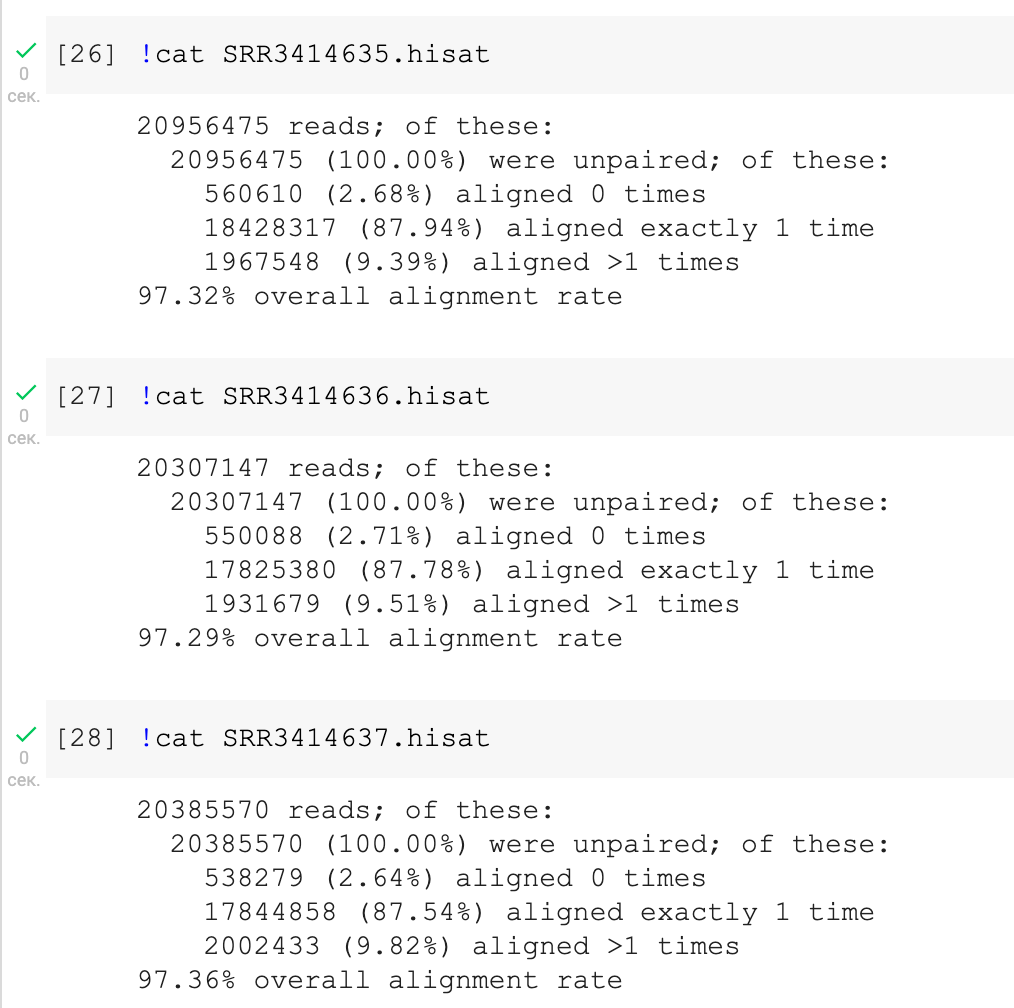 [26] !cat SRR3414635.hisat
0
сек.
20956475 reads; of these:
20956475 (100.00%) were unpaired; of these:
560610 (2.68%) aligned 0 times
18428317 (87.94%) aligned exactly 1 time
1967548 (9.39%) aligned >1 times
97.32% overall alignment rate
[27] !cat SRR3414636.hisat
0
сек.
20307147 reads; of these:
20307147 (100.00%) were unpaired; of these:
550088 (2.71%) aligned 0 times
17825380 (87.78%) aligned exactly 1 time
1931679 (9.51%) aligned >1 times
97.29% overall alignment rate
[28] !cat SRR3414637.hisat
0
сек.
20385570 reads; of these:
20385570 (100.00%) were unpaired; of these:
538279 (2.64%) aligned 0 times
17844858 (87.54%) aligned exactly 1 time
2002433 (9.82%) aligned >1 times
97.36% overall alignment rate